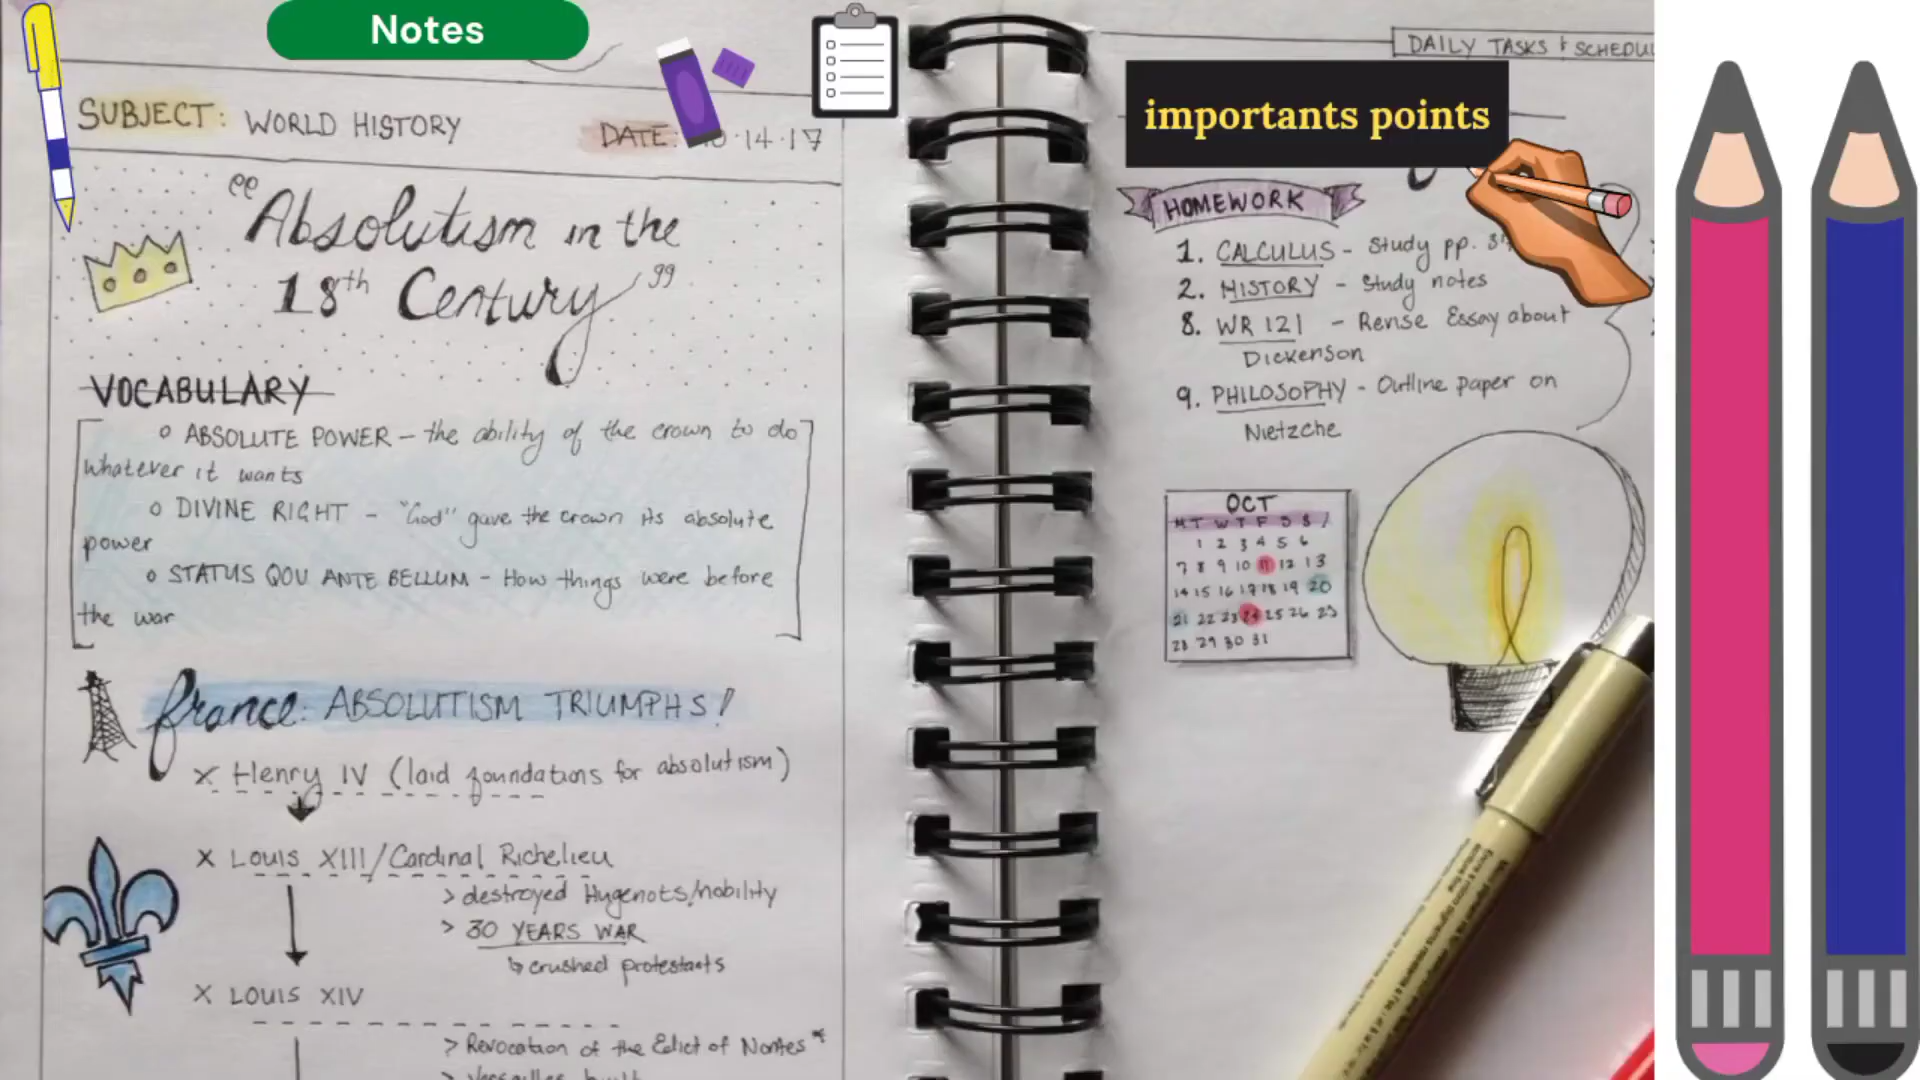 Notes
SUBJECT: WORLD HISTORY
DATE: 14·17
"Absolutism in the
18th Century"
VOCABULARY
o ABSOLUTE POWER – the ability of the crown to do
whatever it wants
o DIVINE RIGHT – "God" gave the crown its absolute
power
o STATUS QOU ANTE BELLUM – How things were before
the war
france: ABSOLUTISM TRIUMPHS!
x Henry IV (laid foundations for absolutism)
x LOUIS XIII/Cardinal Richelieu
> destroyed Hugenots/nobility
> 30 YEARS WAR
↳ crushed protestants
x LOUIS XIV
> Revocation of the Edict of Nantes*
DAILY TASKS & SCHEDU
importants points
HOMEWORK
1. CALCULUS – Study pp.
2. HISTORY – Study notes
8. WR 121 – Revise Essay about
Dickenson
9. PHILOSOPHY – Outline paper on
Nietzche
OCT
M T W T F S S
1 2 3 4 5 6
7 8 9 10 11 12 13
14 15 16 17 18 19 20
21 22 23 24 25 26 23
28 29 30 31